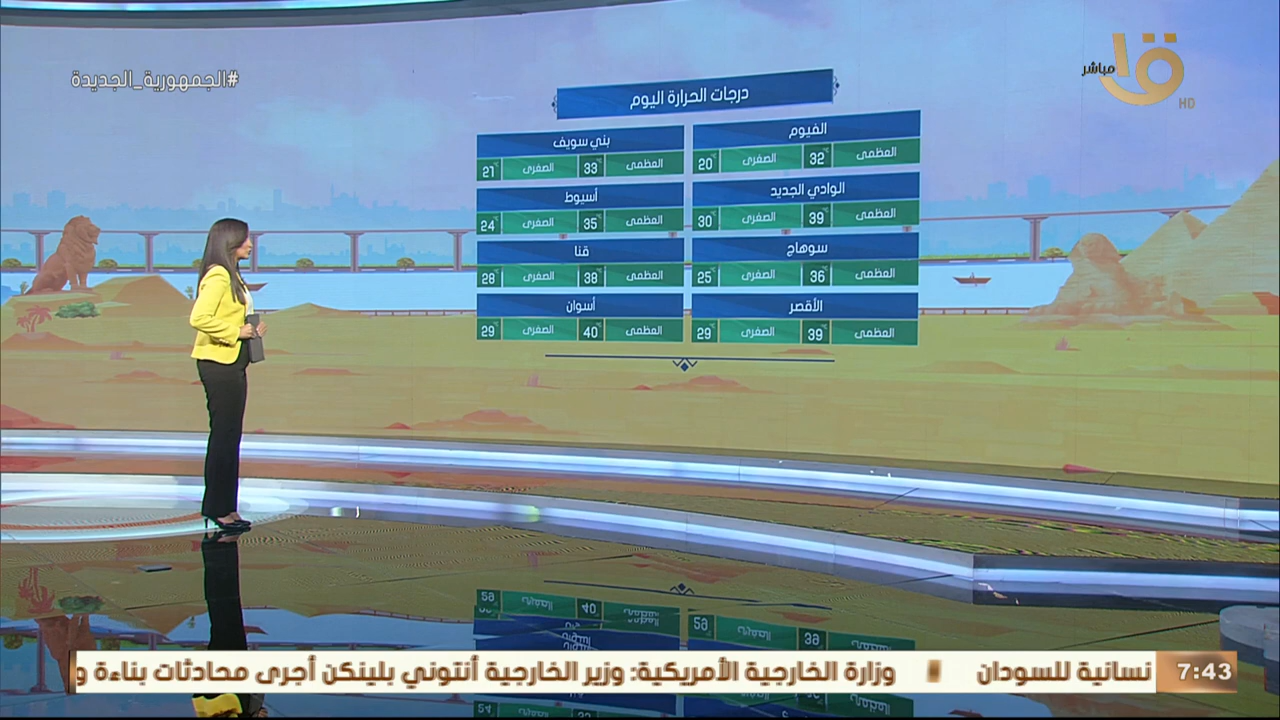 #الجمهورية_الجديدة
مباشر
HD
درجات الحرارة اليوم
الفيوم
العظمى 32 الصغرى 20
بني سويف
العظمى 33 الصغرى 21
الوادي الجديد
العظمى 39 الصغرى 30
أسيوط
العظمى 35 الصغرى 24
سوهاج
العظمى 36 الصغرى 25
قنا
العظمى 38 الصغرى 28
الأقصر
العظمى 39 الصغرى 29
أسوان
العظمى 40 الصغرى 29
7:43 نسانية للسودان وزارة الخارجية الأمريكية: وزير الخارجية أنتوني بلينكن أجرى محادثات بناءة و